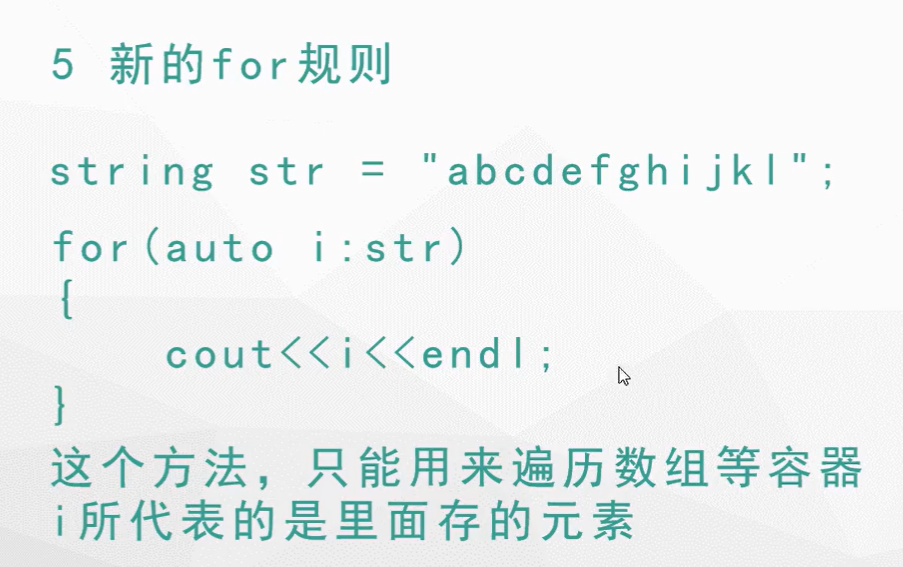 5 新的for规则
string str = "abcdefghijkl";
for(auto i:str)
{
    cout<<i<<endl;
}
这个方法，只能用来遍历数组等容器
i所代表的是里面存的元素